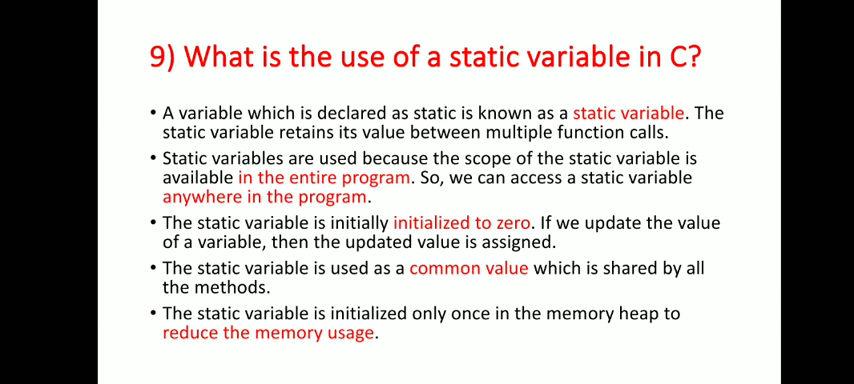 9) What is the use of a static variable in C?
• A variable which is declared as static is known as a static variable. The
static variable retains its value between multiple function calls.
• Static variables are used because the scope of the static variable is
available in the entire program. So, we can access a static variable
anywhere in the program.
• The static variable is initially initialized to zero. If we update the value
of a variable, then the updated value is assigned.
• The static variable is used as a common value which is shared by all
the methods.
• The static variable is initialized only once in the memory heap to
reduce the memory usage.